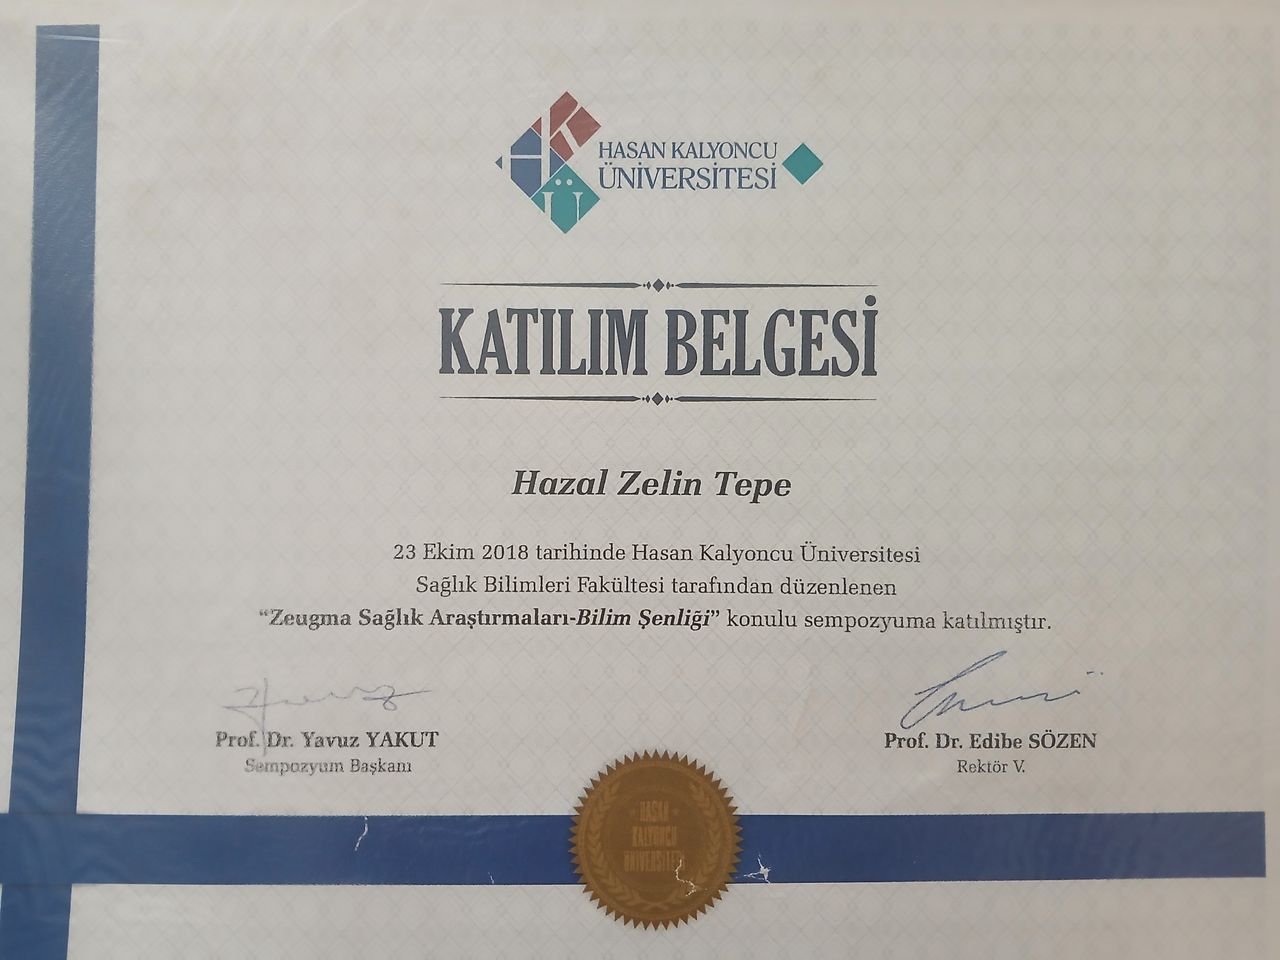 HKÜ
HASAN KALYONCU
ÜNİVERSİTESİ
KATILIM BELGESİ
Hazal Zelin Tepe
23 Ekim 2018 tarihinde Hasan Kalyoncu Üniversitesi
Sağlık Bilimleri Fakültesi tarafından düzenlenen
“Zeugma Sağlık Araştırmaları-Bilim Şenliği” konulu sempozyuma katılmıştır.
Prof. Dr. Yavuz YAKUT
Sempozyum Başkanı
Prof. Dr. Edibe SÖZEN
Rektör V.
HASAN
KALYONCU
ÜNİVERSİTESİ